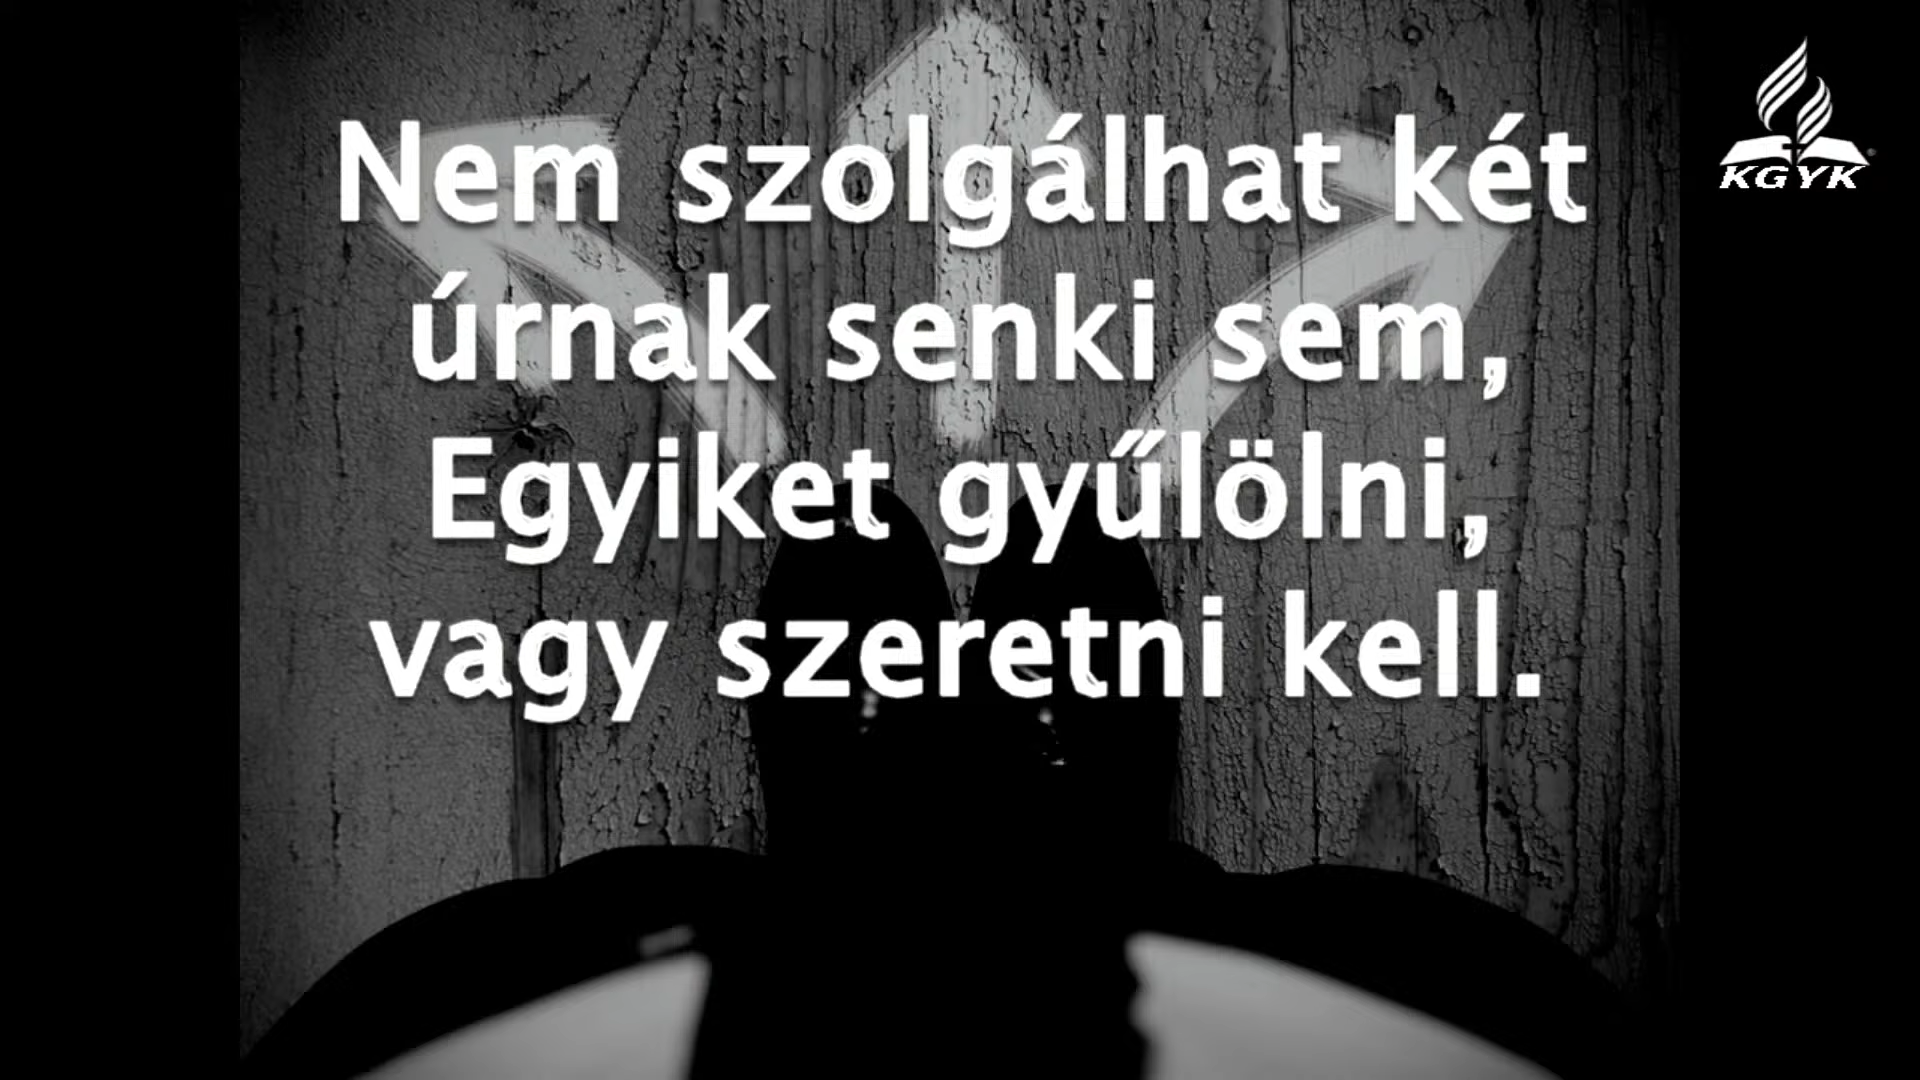 Nem szolgálhat két
úrnak senki sem,
Egyiket gyűlölni,
vagy szeretni kell.
KGYK